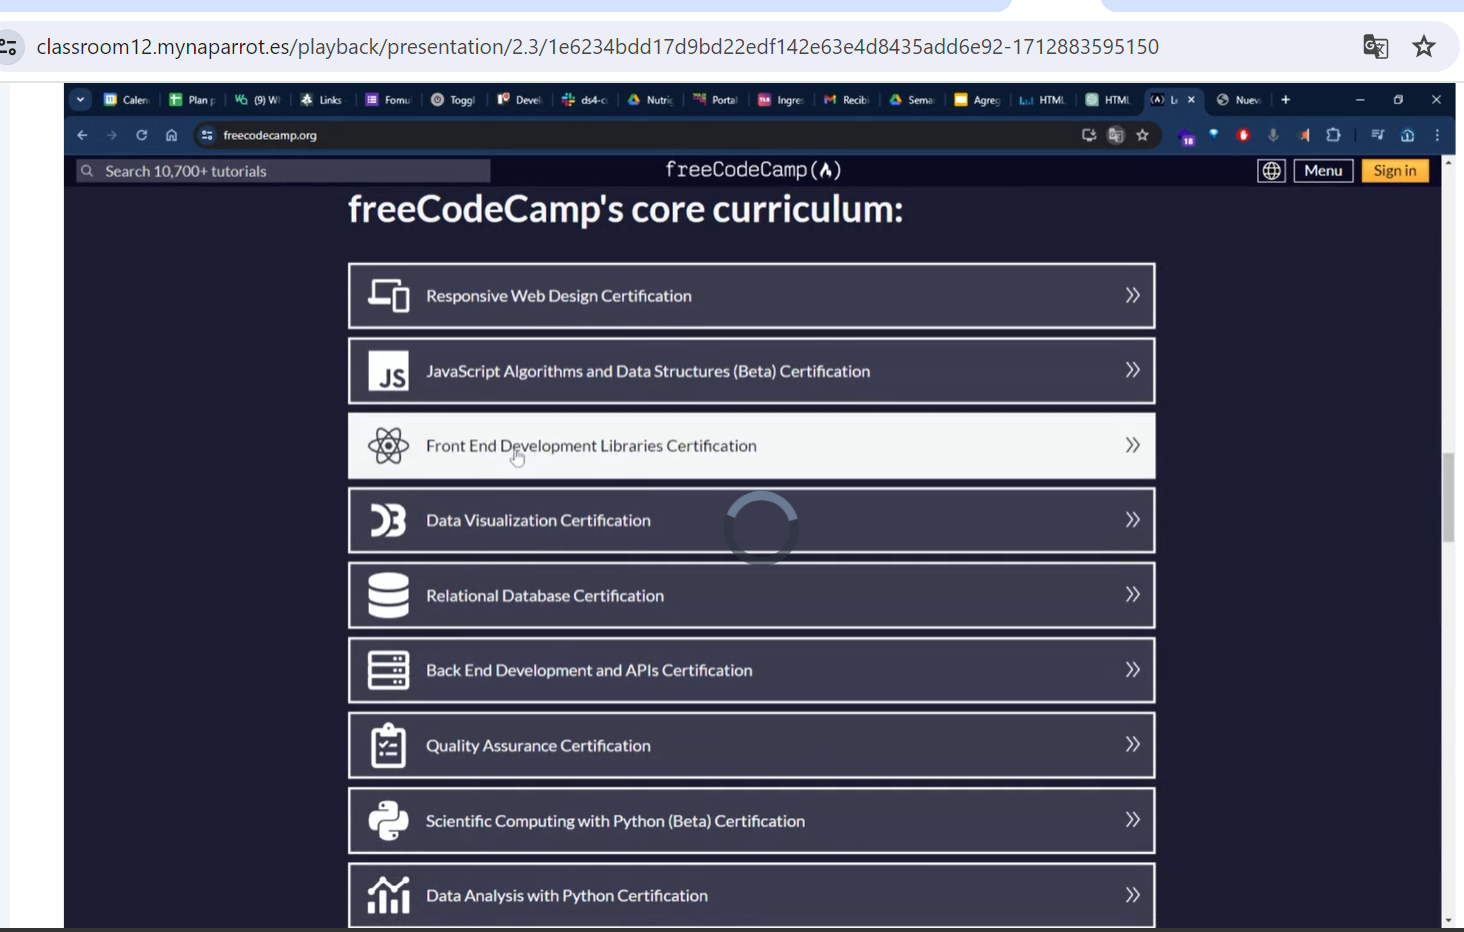 classroom12.mynaparrot.es/playback/presentation/2.3/1e6234bdd17d9bd22edf142e63e4d8435add6e92-1712883595150
Calen Plan p (9) W Links Fomu Toggl Devel ds4-c Nutrig Portal Ingres Recibi Sema Agreg HTML HTML L Nuev
freecodecamp.org
18
Search 10,700+ tutorials
freeCodeCamp
Menu
Sign in
freeCodeCamp's core curriculum:
Responsive Web Design Certification
JS JavaScript Algorithms and Data Structures (Beta) Certification
Front End Development Libraries Certification
Data Visualization Certification
Relational Database Certification
Back End Development and APIs Certification
Quality Assurance Certification
Scientific Computing with Python (Beta) Certification
Data Analysis with Python Certification